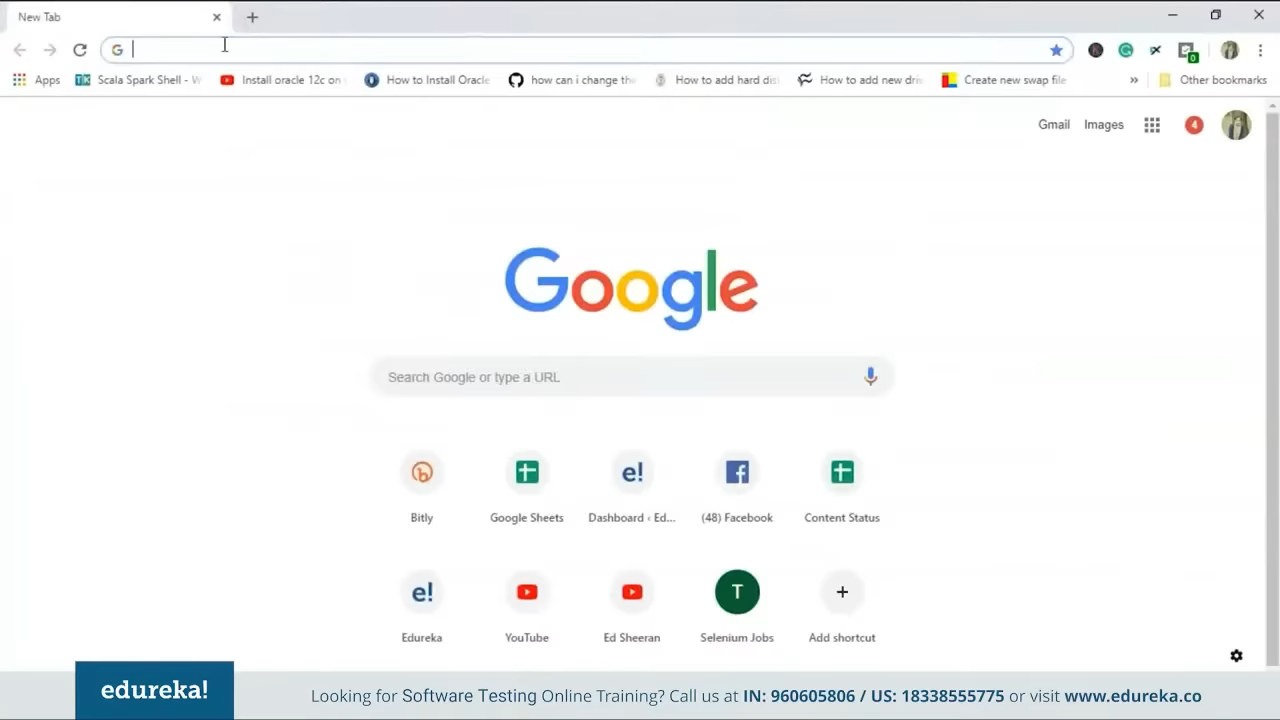 New Tab
Apps
Scala Spark Shell - W
Install oracle 12c on
How to Install Oracle
how can i change the
How to add hard dis
How to add new driv
Create new swap file
»
Other bookmarks
0
Gmail
Images
4
Google
Search Google or type a URL
e!
Bitly
Google Sheets
Dashboard ‹ Ed...
(48) Facebook
Content Status
e!
T
Edureka
YouTube
Ed Sheeran
Selenium Jobs
Add shortcut
edureka!
Looking for Software Testing Online Training? Call us at IN: 960605806 / US: 18338555775 or visit www.edureka.co